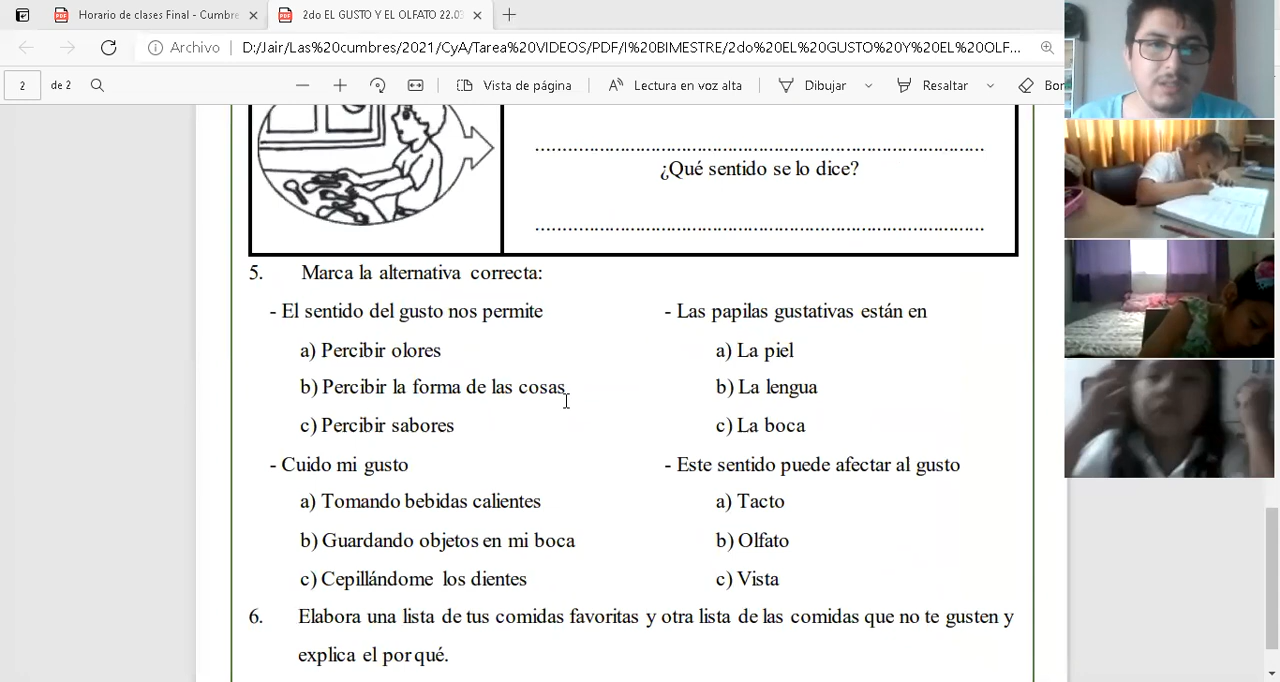 Horario de clases Final - Cumbre
2do EL GUSTO Y EL OLFATO 22.03
Archivo
D:/Jair/Las%20cumbres/2021/CyA/Tarea%20VIDEOS/PDF/I%20BIMESTRE/2do%20EL%20GUSTO%20Y%20EL%20OLF...
2 de 2
Vista de página
Lectura en voz alta
Dibujar
Resaltar
Bor
¿Qué sentido se lo dice?
5. Marca la alternativa correcta:
- El sentido del gusto nos permite
a) Percibir olores
b) Percibir la forma de las cosas
c) Percibir sabores
- Las papilas gustativas están en
a) La piel
b) La lengua
c) La boca
- Cuido mi gusto
a) Tomando bebidas calientes
b) Guardando objetos en mi boca
c) Cepillándome los dientes
- Este sentido puede afectar al gusto
a) Tacto
b) Olfato
c) Vista
6. Elabora una lista de tus comidas favoritas y otra lista de las comidas que no te gusten y
explica el por qué.